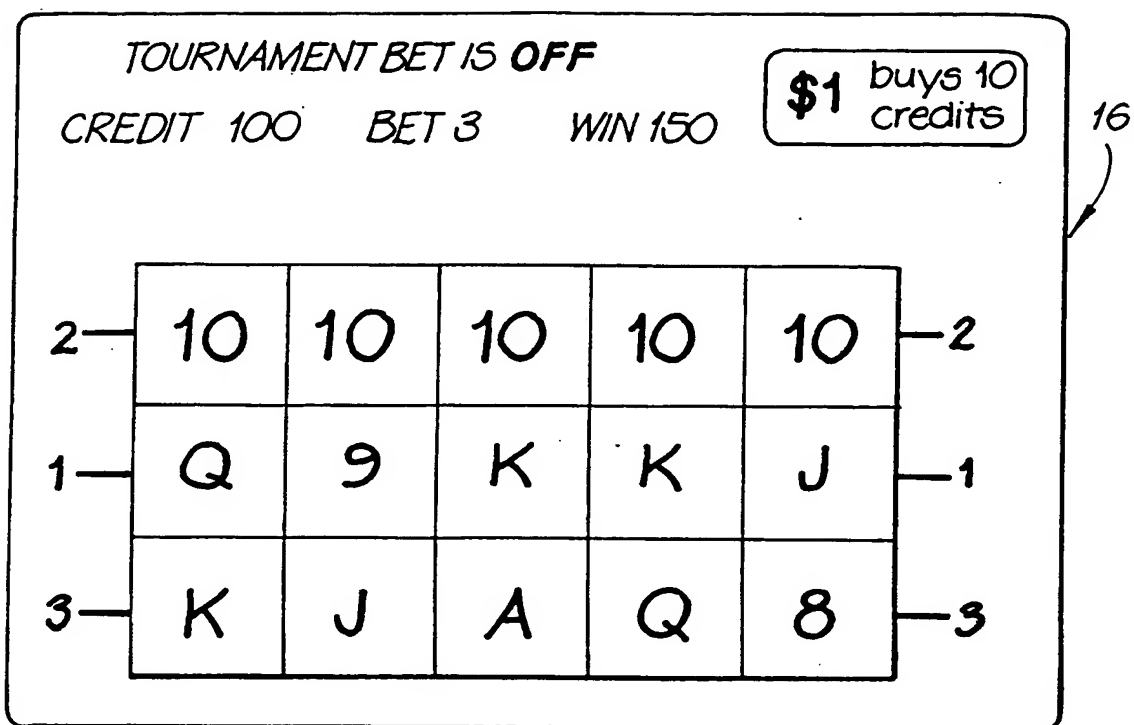 TOURNAMENT BET IS OFF
$1 buys 10 credits
CREDIT 100 BET 3 WIN 150
16
2 10 10 10 10 10 2
1 Q 9 K K J 1
3 K J A Q 8 3